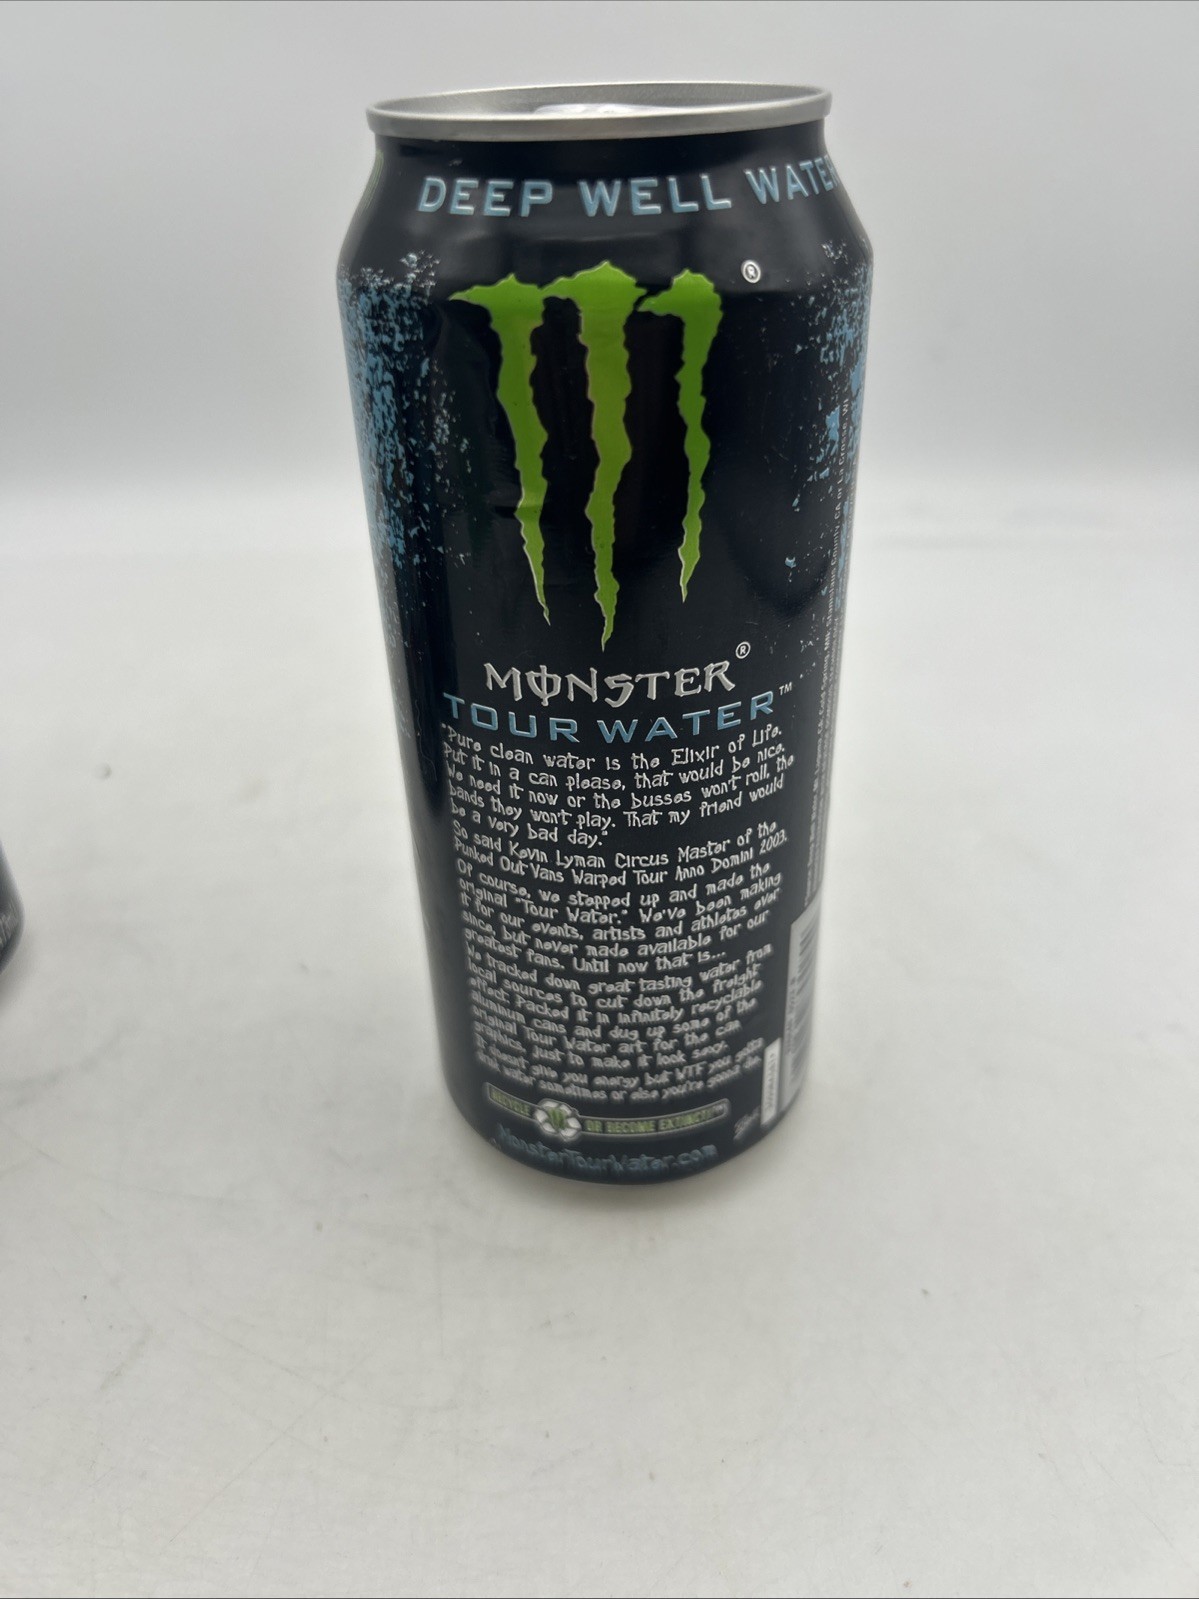 DEEP WELL WATE
®
MONSTER®
TOUR WATER™
"Pure clean water is the Elixir of Life.
Put it in a can please, that would be nice.
We need it now or the busses won't roll, the
bands they won't play. That my friend would
be a very bad day."
So said Kevin Lyman Circus Master of the
Punked Out Vans Warped Tour Anno Domini 2003.
Of course, we stepped up and made the
original "Tour Water." We've been making
it for our events, artists and athletes ever
since, but never made available for our
greatest fans. Until now that is...
We tracked down great tasting water from
local sources to cut down the freight
effect. Packed it in infinitely recyclable
aluminum cans and dug up some of the
original Tour Water art for the can
graphics, just to make it look sexy.
It doesn't give you energy but WTF you gotta
drink water sometimes or else you're gonna die.
RECYCLE OR BECOME EXTINCT!™
MonsterTourWater.com